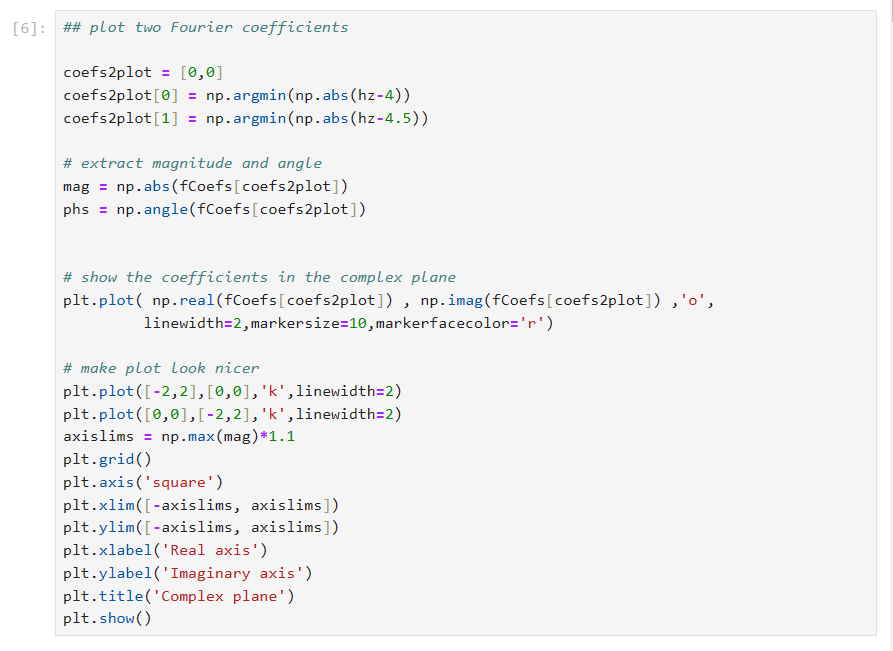 [6]: ## plot two Fourier coefficients
coefs2plot = [0,0]
coefs2plot[0] = np.argmin(np.abs(hz-4))
coefs2plot[1] = np.argmin(np.abs(hz-4.5))
# extract magnitude and angle
mag = np.abs(fCoefs[coefs2plot])
phs = np.angle(fCoefs[coefs2plot])
# show the coefficients in the complex plane
plt.plot( np.real(fCoefs[coefs2plot]) , np.imag(fCoefs[coefs2plot]) ,'o',
         linewidth=2,markersize=10,markerfacecolor='r')
# make plot look nicer
plt.plot([-2,2],[0,0],'k',linewidth=2)
plt.plot([0,0],[-2,2],'k',linewidth=2)
axislims = np.max(mag)*1.1
plt.grid()
plt.axis('square')
plt.xlim([-axislims, axislims])
plt.ylim([-axislims, axislims])
plt.xlabel('Real axis')
plt.ylabel('Imaginary axis')
plt.title('Complex plane')
plt.show()